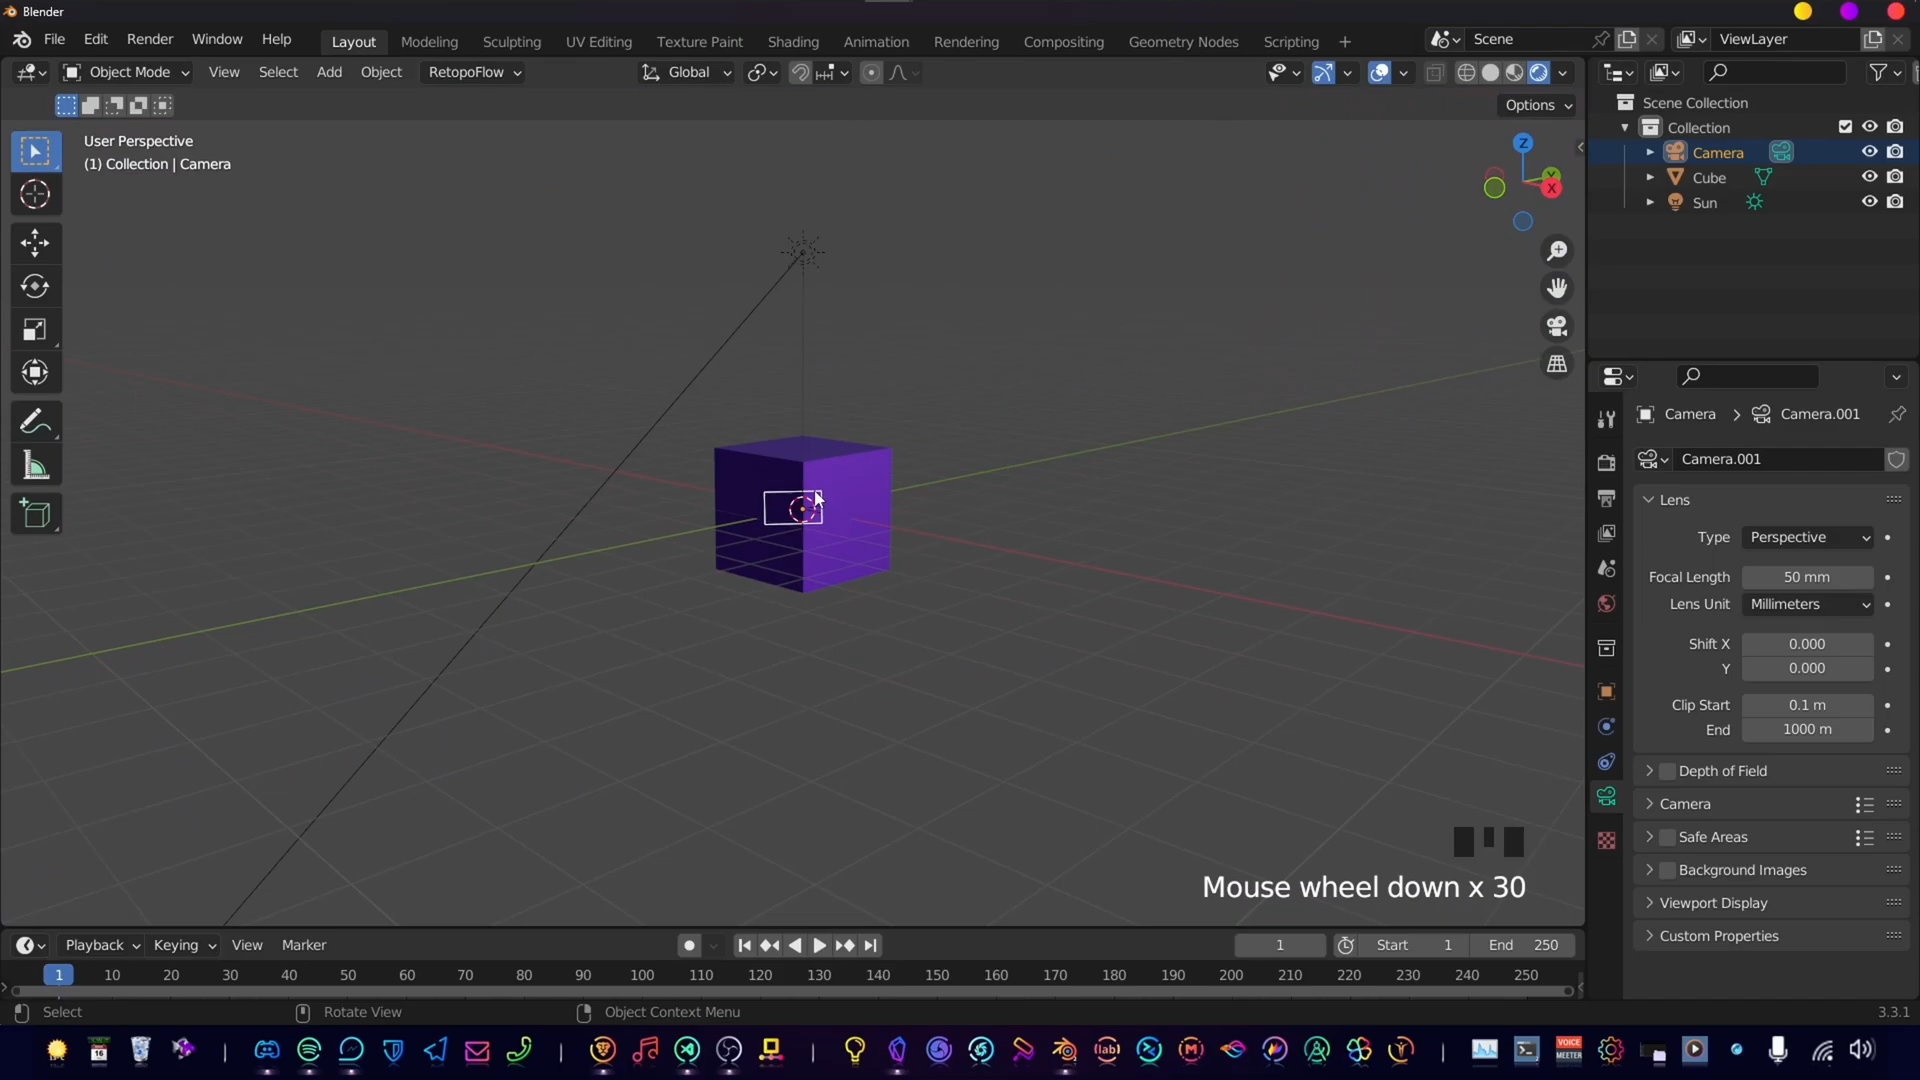 Blender
File Edit Render Window Help Layout Modeling Sculpting UV Editing Texture Paint Shading Animation Rendering Compositing Geometry Nodes Scripting + Scene ViewLayer
Object Mode View Select Add Object RetopoFlow Global
Options
User Perspective
(1) Collection | Camera
Z
Y
X
Scene Collection
Collection
Camera
Cube
Sun
Camera > Camera.001
Camera.001
Lens
Type Perspective
Focal Length 50 mm
Lens Unit Millimeters
Shift X 0.000
Y 0.000
Clip Start 0.1 m
End 1000 m
Depth of Field
Camera
Safe Areas
Background Images
Viewport Display
Custom Properties
Mouse wheel down x 30
Playback Keying View Marker 1 Start 1 End 250
1 10 20 30 40 50 60 70 80 90 100 110 120 130 140 150 160 170 180 190 200 210 220 230 240 250
Select Rotate View Object Context Menu 3.3.1
16 lab VOICE
MEETER